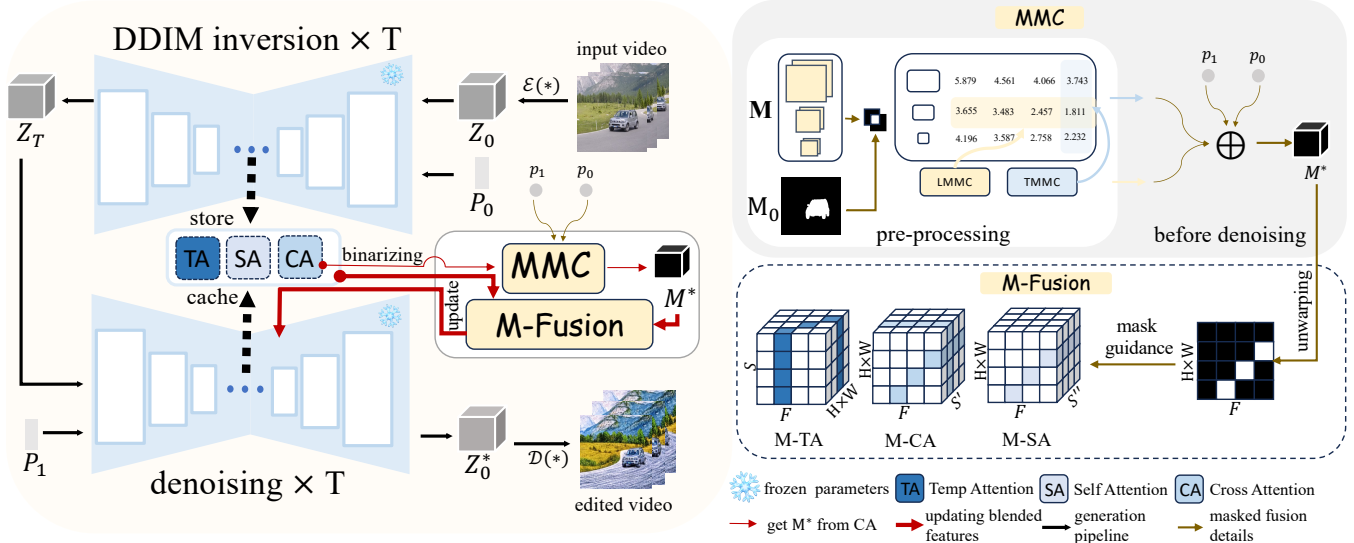 DDIM inversion × T
input video
ℰ(∗)
Z_T
Z_0
P_0
p_1 p_0
store
TA SA CA
binarizing
MMC
M*
cache
update
M-Fusion
P_1
Z_0^*
𝒟(∗)
denoising × T
edited video
MMC
M
5.879 4.561 4.066 3.743
3.655 3.483 2.457 1.811
4.196 3.587 2.758 2.232
LMMC TMMC
M_0
pre-processing
p_1 p_0
M*
before denoising
M-Fusion
unwarping
mask
guidance
S F H×W
H×W F S'
H×W F S''
H×W F
M-TA M-CA M-SA
frozen parameters
TA Temp Attention
SA Self Attention
CA Cross Attention
get M* from CA
updating blended
features
generation
pipeline
masked fusion
details